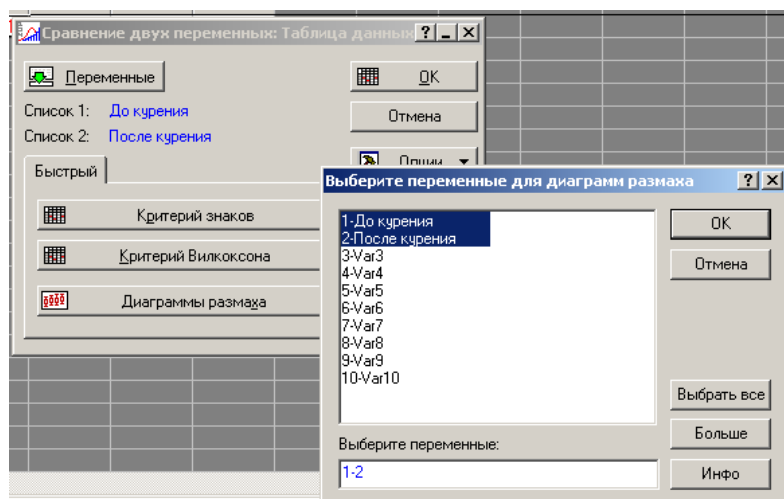 Сравнение двух переменных: Таблица данных
Переменные
OK
Список 1: До курения
Отмена
Список 2: После курения
Опции
Быстрый
Критерий знаков
Критерий Вилкоксона
Диаграммы размаха
Выберите переменные для диаграмм размаха
1-До курения
2-После курения
3-Var3
4-Var4
5-Var5
6-Var6
7-Var7
8-Var8
9-Var9
10-Var10
OK
Отмена
Выбрать все
Больше
Инфо
Выберите переменные:
1-2